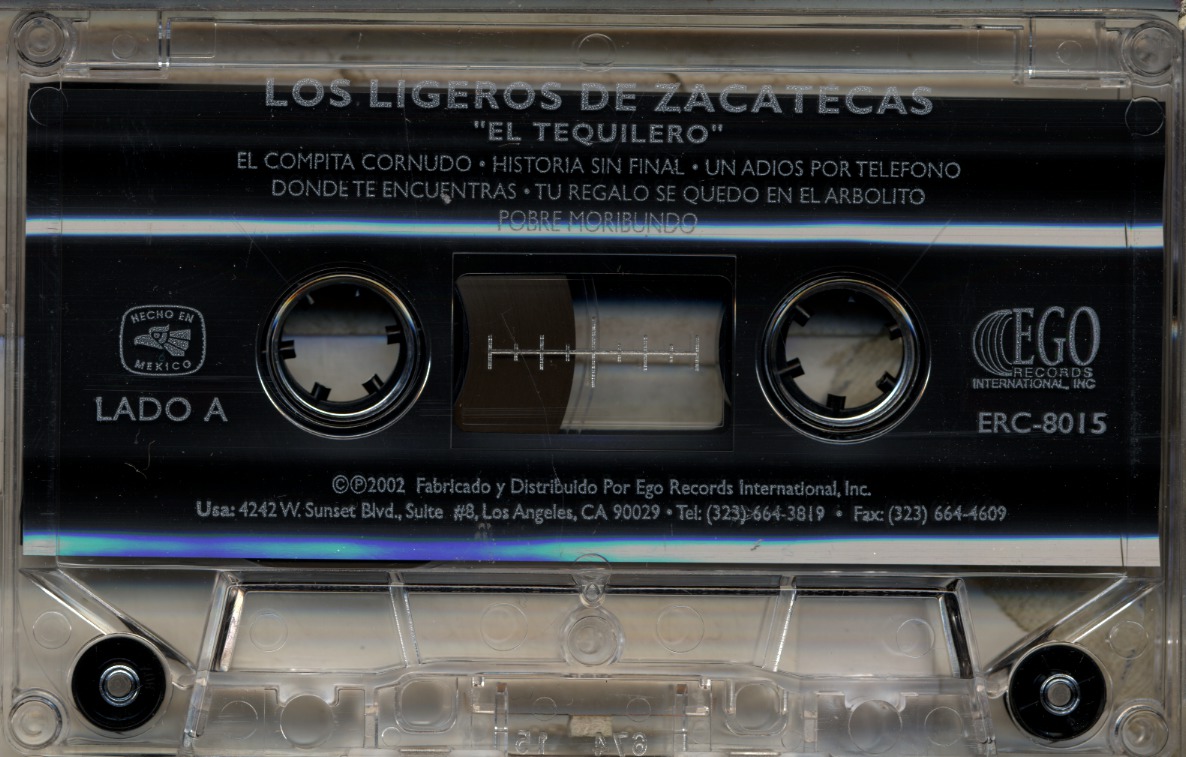 LOS LIGEROS DE ZACATECAS
"EL TEQUILERO"
EL COMPITA CORNUDO • HISTORIA SIN FINAL • UN ADIOS POR TELEFONO
DONDE TE ENCUENTRAS • TU REGALO SE QUEDO EN EL ARBOLITO
POBRE MORIBUNDO
HECHO EN
MEXICO
LADO A
EGO
RECORDS
INTERNATIONAL, INC
ERC-8015
©℗2002 Fabricado y Distribuido Por Ego Records International, Inc.
Usa: 4242 W. Sunset Blvd., Suite #8, Los Angeles, CA 90029 • Tel: (323) 664-3819 • Fax: (323) 664-4609